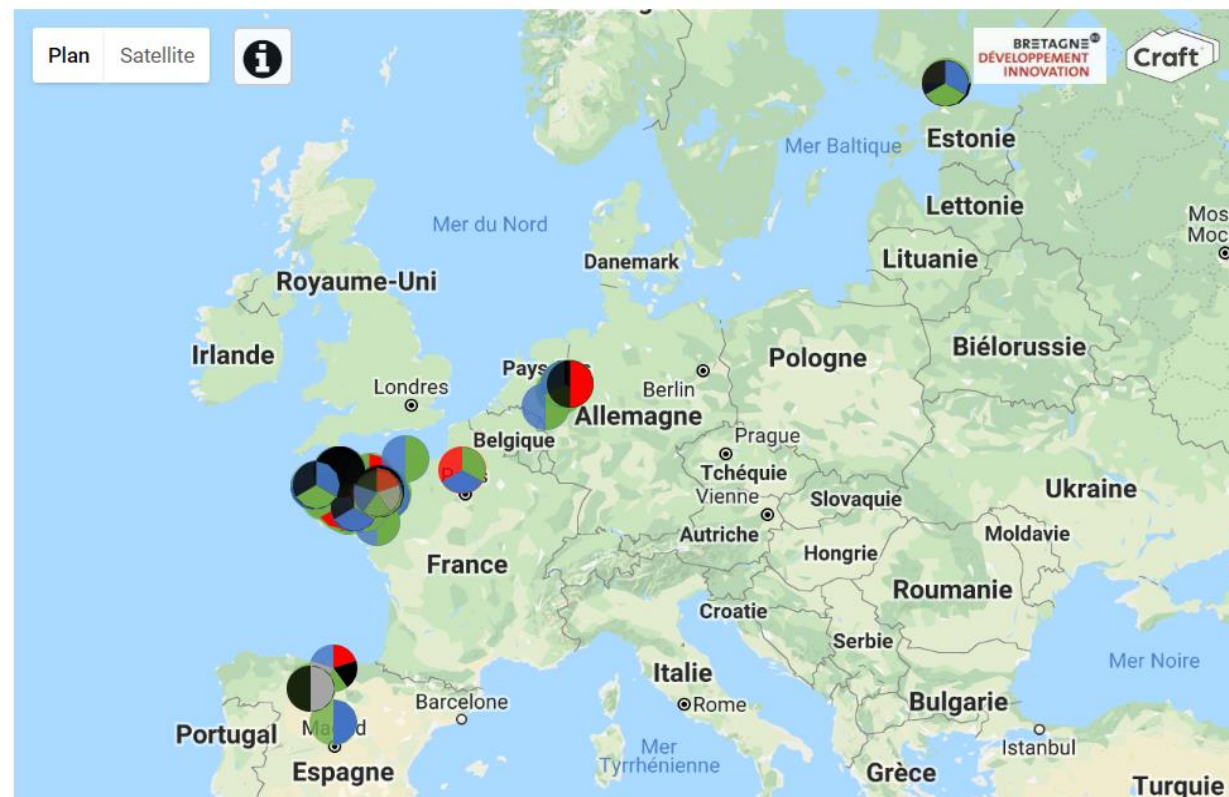 Plan
Satellite
BRETAGNE
DÉVELOPPEMENT
INNOVATION
Craft
Estonie
Mer Baltique
Lettonie
Mer du Nord
Danemark
Lituanie
Royaume-Uni
Irlande
Biélorussie
Pologne
Londres
Berlin
Allemagne
Belgique
Prague
Tchéquie
Ukraine
Slovaquie
Vienne
Autriche
Moldavie
Hongrie
France
Roumanie
Croatie
Serbie
Mer Noire
Italie
Barcelone
Rome
Bulgarie
Portugal
Istanbul
Mer
Tyrrhénienne
Espagne
Grèce
Turquie